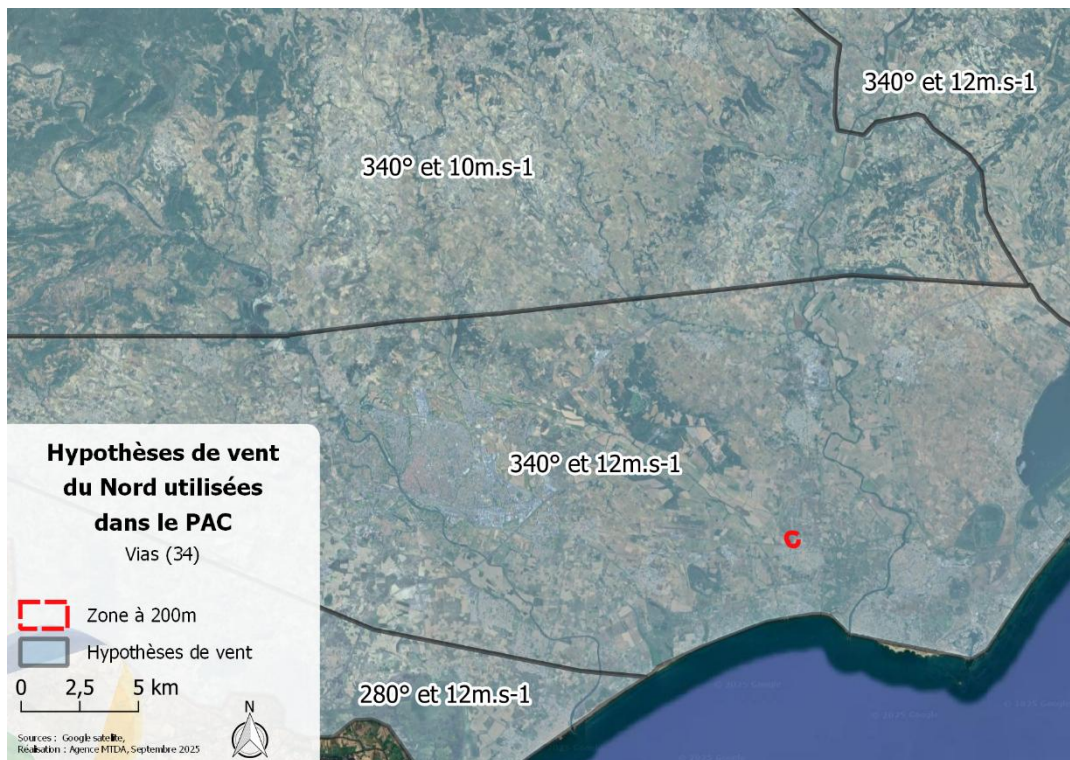 340° et 12m.s-1
340° et 10m.s-1
340° et 12m.s-1
280° et 12m.s-1
Hypothèses de vent
du Nord utilisées
dans le PAC
Vias (34)
Zone à 200m
Hypothèses de vent
0 2,5 5 km
N
Sources : Google satellite,
Réalisation : Agence MTDA, Septembre 2025